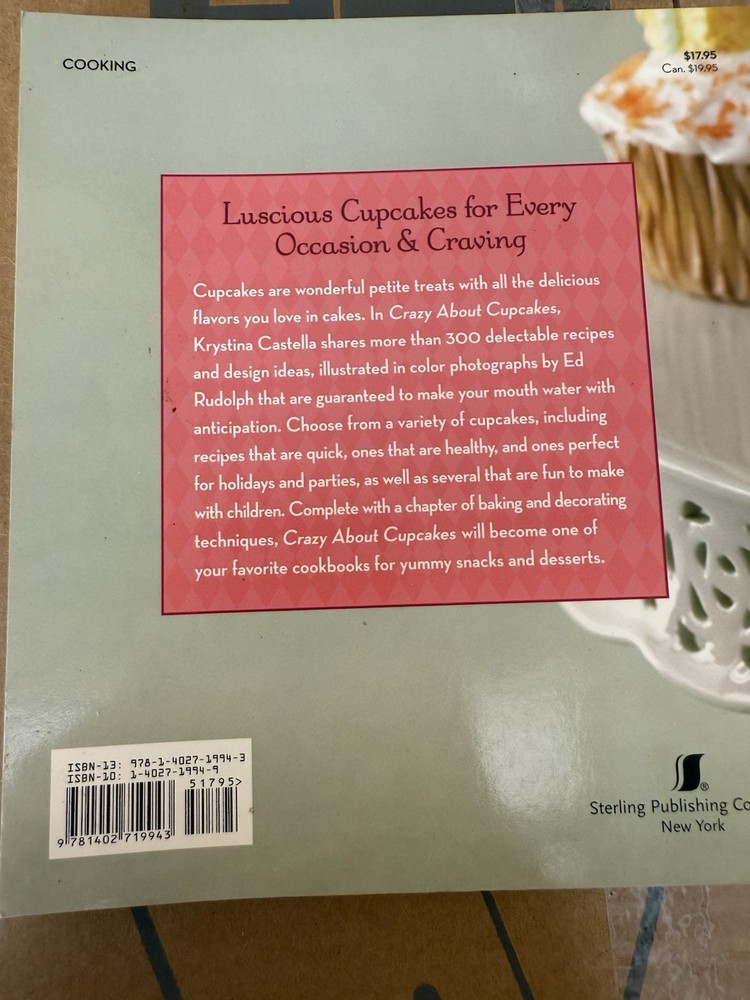 COOKING
$17.95
Can. $19.95
Luscious Cupcakes for Every
Occasion & Craving
Cupcakes are wonderful petite treats with all the delicious
flavors you love in cakes. In Crazy About Cupcakes,
Krystina Castella shares more than 300 delectable recipes
and design ideas, illustrated in color photographs by Ed
Rudolph that are guaranteed to make your mouth water with
anticipation. Choose from a variety of cupcakes, including
recipes that are quick, ones that are healthy, and ones perfect
for holidays and parties, as well as several that are fun to make
with children. Complete with a chapter of baking and decorating
techniques, Crazy About Cupcakes will become one of
your favorite cookbooks for yummy snacks and desserts.
ISBN-13: 978-1-4027-1994-3
ISBN-10: 1-4027-1994-9
51795>
9 781402 719943
®
Sterling Publishing Co
New York